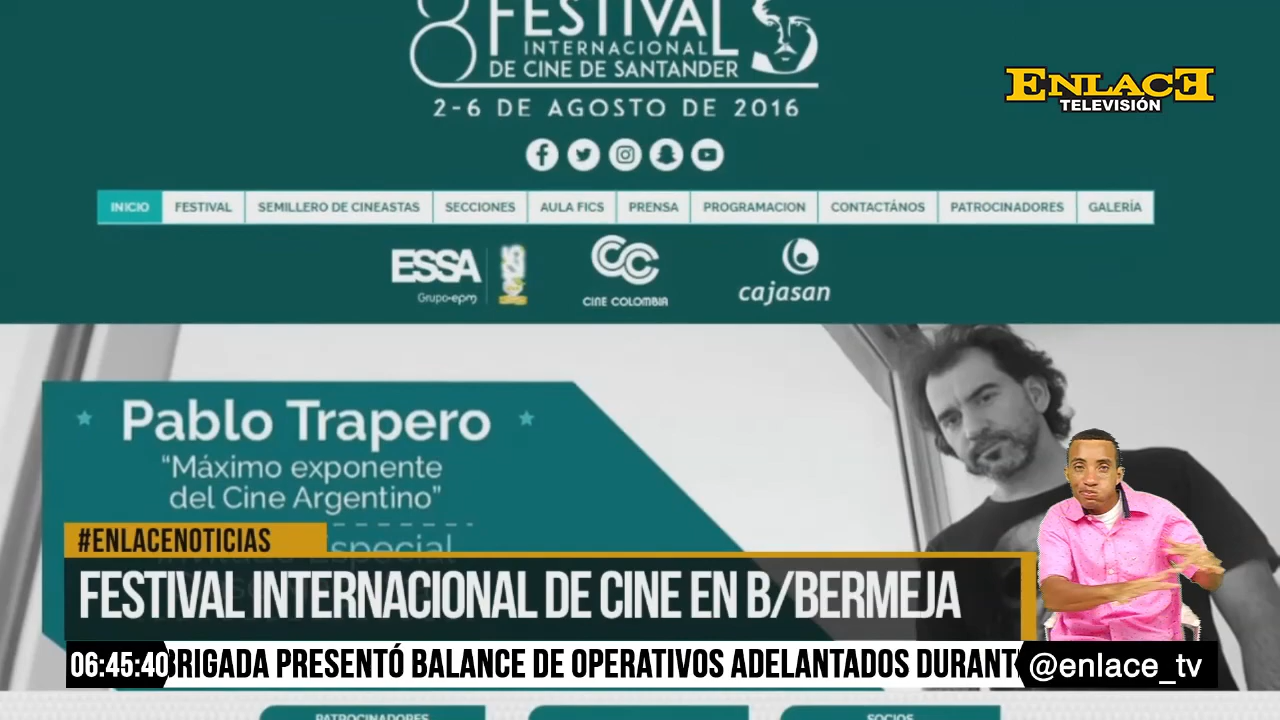 8 FESTIVAL
INTERNACIONAL
DE CINE DE SANTANDER
2-6 DE AGOSTO DE 2016
ENLACE
TELEVISIÓN
INICIO FESTIVAL SEMILLERO DE CINEASTAS SECCIONES AULA FICS PRENSA PROGRAMACION CONTACTÁNOS PATROCINADORES GALERÍA
ESSA
Grupo-epm
CINE COLOMBIA
cajasan
Pablo Trapero
“Máximo exponente
del Cine Argentino”
Especial
#ENLACENOTICIAS
FESTIVAL INTERNACIONAL DE CINE EN B/BERMEJA
06:45:40 BRIGADA PRESENTÓ BALANCE DE OPERATIVOS ADELANTADOS DURANT
@enlace_tv
PATROCINADORES
SOCIOS